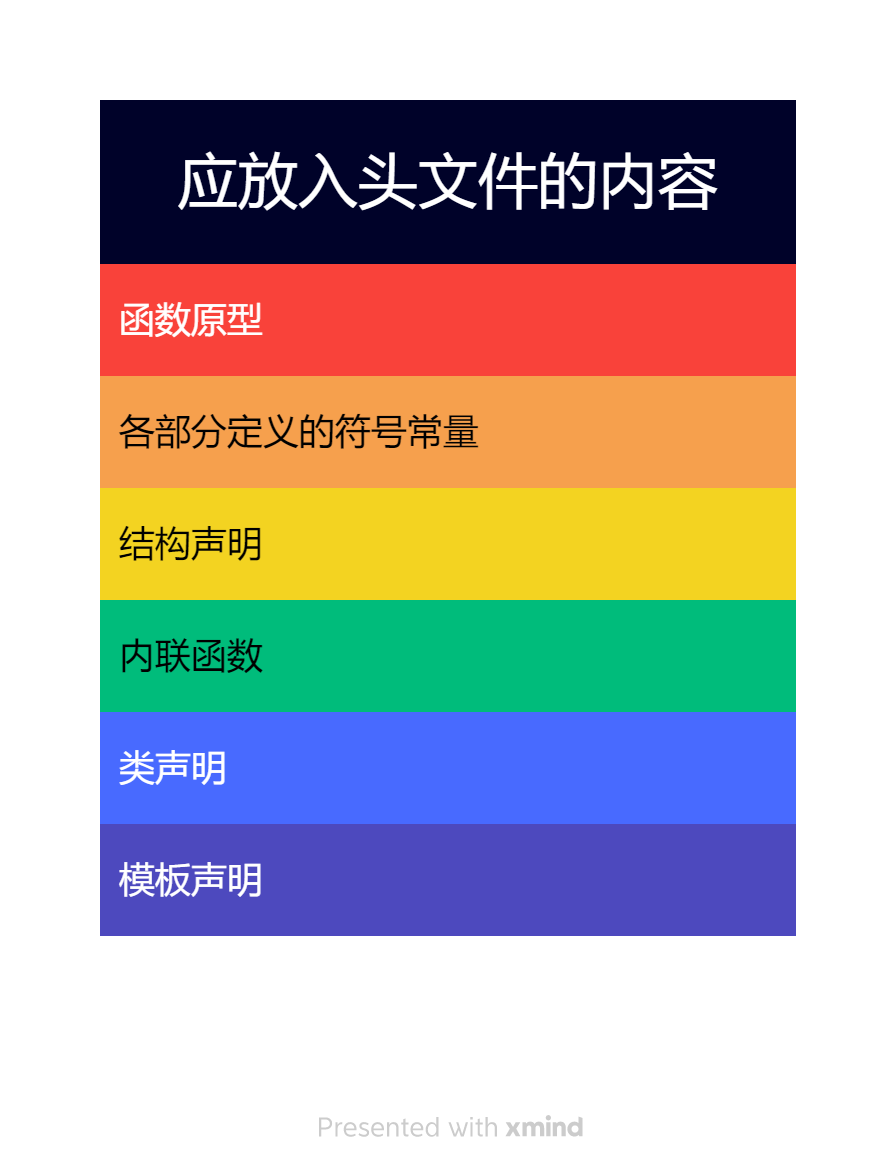 应放入头文件的内容
函数原型
各部分定义的符号常量
结构声明
内联函数
类声明
模板声明
Presented with xmind